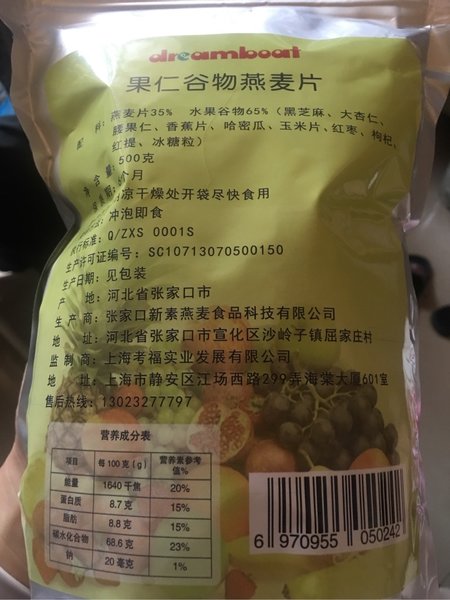 dreamboat
果仁谷物燕麦片
配料：燕麦片35% 水果谷物65%（黑芝麻、大杏仁、
腰果仁、香蕉片、哈密瓜、玉米片、红枣、枸杞、
红提、冰糖粒）
净含量：500克
个月
凉干燥处开袋尽快食用
冲泡即食
执行标准：Q/ZXS 0001S
生产许可证编号：SC10713070500150
生产日期：见包装
产 地：河北省张家口市
生产商：张家口新素燕麦食品科技有限公司
地 址：河北省张家口市宣化区沙岭子镇屈家庄村
监制商：上海考福实业发展有限公司
地 址：上海市静安区江场西路299弄海棠大厦601室
售后热线：13023277797
营养成分表
项目 每100克（g） 营养素参考值%
能量 1640千焦 20%
蛋白质 8.7克 15%
脂肪 8.8克 15%
碳水化合物 68.6克 23%
钠 20毫克 1%
6 970955 050242